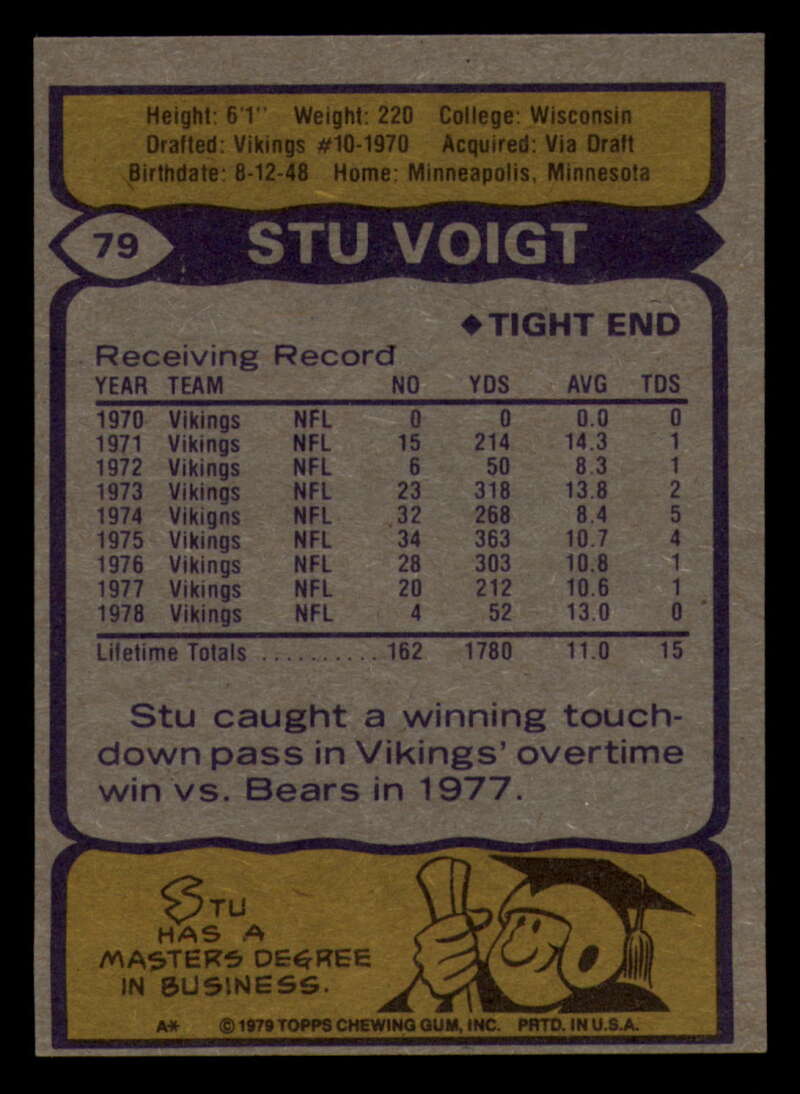 Height: 6'1" Weight: 220 College: Wisconsin
Drafted: Vikings #10-1970 Acquired: Via Draft
Birthdate: 8-12-48 Home: Minneapolis, Minnesota
79 STU VOIGT
◆TIGHT END
Receiving Record
YEAR TEAM NO YDS AVG TDS
1970 Vikings NFL 0 0 0.0 0
1971 Vikings NFL 15 214 14.3 1
1972 Vikings NFL 6 50 8.3 1
1973 Vikings NFL 23 318 13.8 2
1974 Vikigns NFL 32 268 8.4 5
1975 Vikings NFL 34 363 10.7 4
1976 Vikings NFL 28 303 10.8 1
1977 Vikings NFL 20 212 10.6 1
1978 Vikings NFL 4 52 13.0 0
Lifetime Totals .......... 162 1780 11.0 15
Stu caught a winning touch-
down pass in Vikings' overtime
win vs. Bears in 1977.
STU
HAS A
MASTERS DEGREE
IN BUSINESS.
A* © 1979 TOPPS CHEWING GUM, INC. PRTD. IN U.S.A.